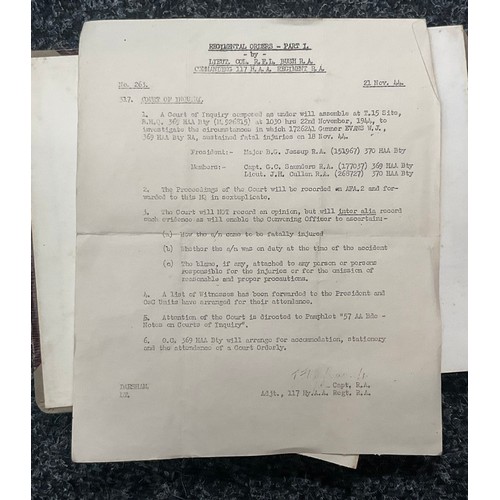 REGIMENTAL ORDERS - PART I.
- by -
LIEUT. COL. R.F.L. RUSH R.A.
COMMANDING 117 H.A.A. REGIMENT R.A.
No. 261. 21 Nov. 44.
517. COURT OF INQUIRY.
1. A Court of Inquiry composed as under will assemble at T.15 Site,
R.H.Q. 369 HAA Bty (M.526815) at 1030 hrs 22nd November, 1944, to
investigate the circumstances in which 1726241 Gunner EVANS W.J.,
369 HAA Bty RA, sustained fatal injuries on 18 Nov. 44.
President:- Major B.G. Jessup R.A. (151967) 370 HAA Bty
Members:- Capt. G.C. Saunders R.A. (177037) 369 HAA Bty
Lieut. J.H. Cullan R.A. (268727) 370 HAA Bty
2. The Proceedings of the Court will be recorded on AFA.2 and for-
warded to this HQ in sextuplicate.
3. The Court will NOT record an opinion, but will inter alia record
such evidence as will enable the Convening Officer to ascertain:-
(a) How the s/n came to be fatally injured
(b) Whether the s/n was on duty at the time of the accident
(c) The blame, if any, attached to any person or persons
responsible for the injuries or for the omission of
reasonable and proper precautions.
4. A list of Witnesses has been forwarded to the President and
OsC Units have arranged for their attendance.
5. Attention of the Court is directed to Pamphlet "57 AA Bde -
Notes on Courts of Inquiry".
6. O.C. 369 HAA Bty will arrange for accommodation, stationery
and the attendance of a Court Orderly.
Capt. R.A.
Adjt., 117 Hy.A.A. Regt. R.A.